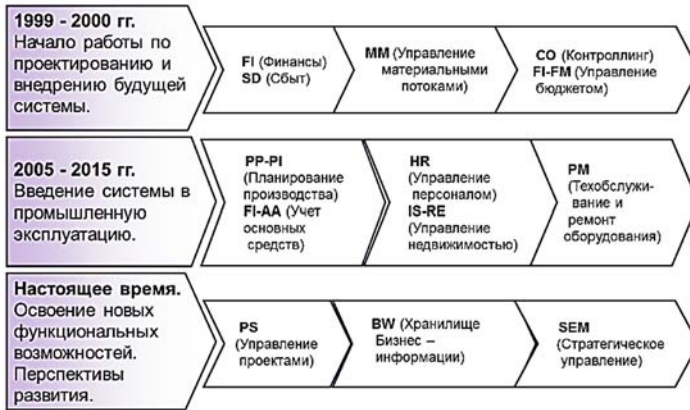 1999 - 2000 гг.
Начало работы по
проектированию и
внедрению будущей
системы.
FI (Финансы)
SD (Сбыт)
MM (Управление
материальными
потоками)
CO (Контроллинг)
FI-FM (Управление
бюджетом)
2005 - 2015 гг.
Введение системы в
промышленную
эксплуатацию.
PP-PI
(Планирование
производства)
FI-AA (Учет
основных
средств)
HR
(Управление
персоналом)
IS-RE
(Управление
недвижимостью)
PM
(Техобслужи-
вание и
ремонт
оборудования)
Настоящее время.
Освоение новых
функциональных
возможностей.
Перспективы
развития.
PS
(Управление
проектами)
BW (Хранилище
Бизнес –
информации)
SEM
(Стратегическое
управление)